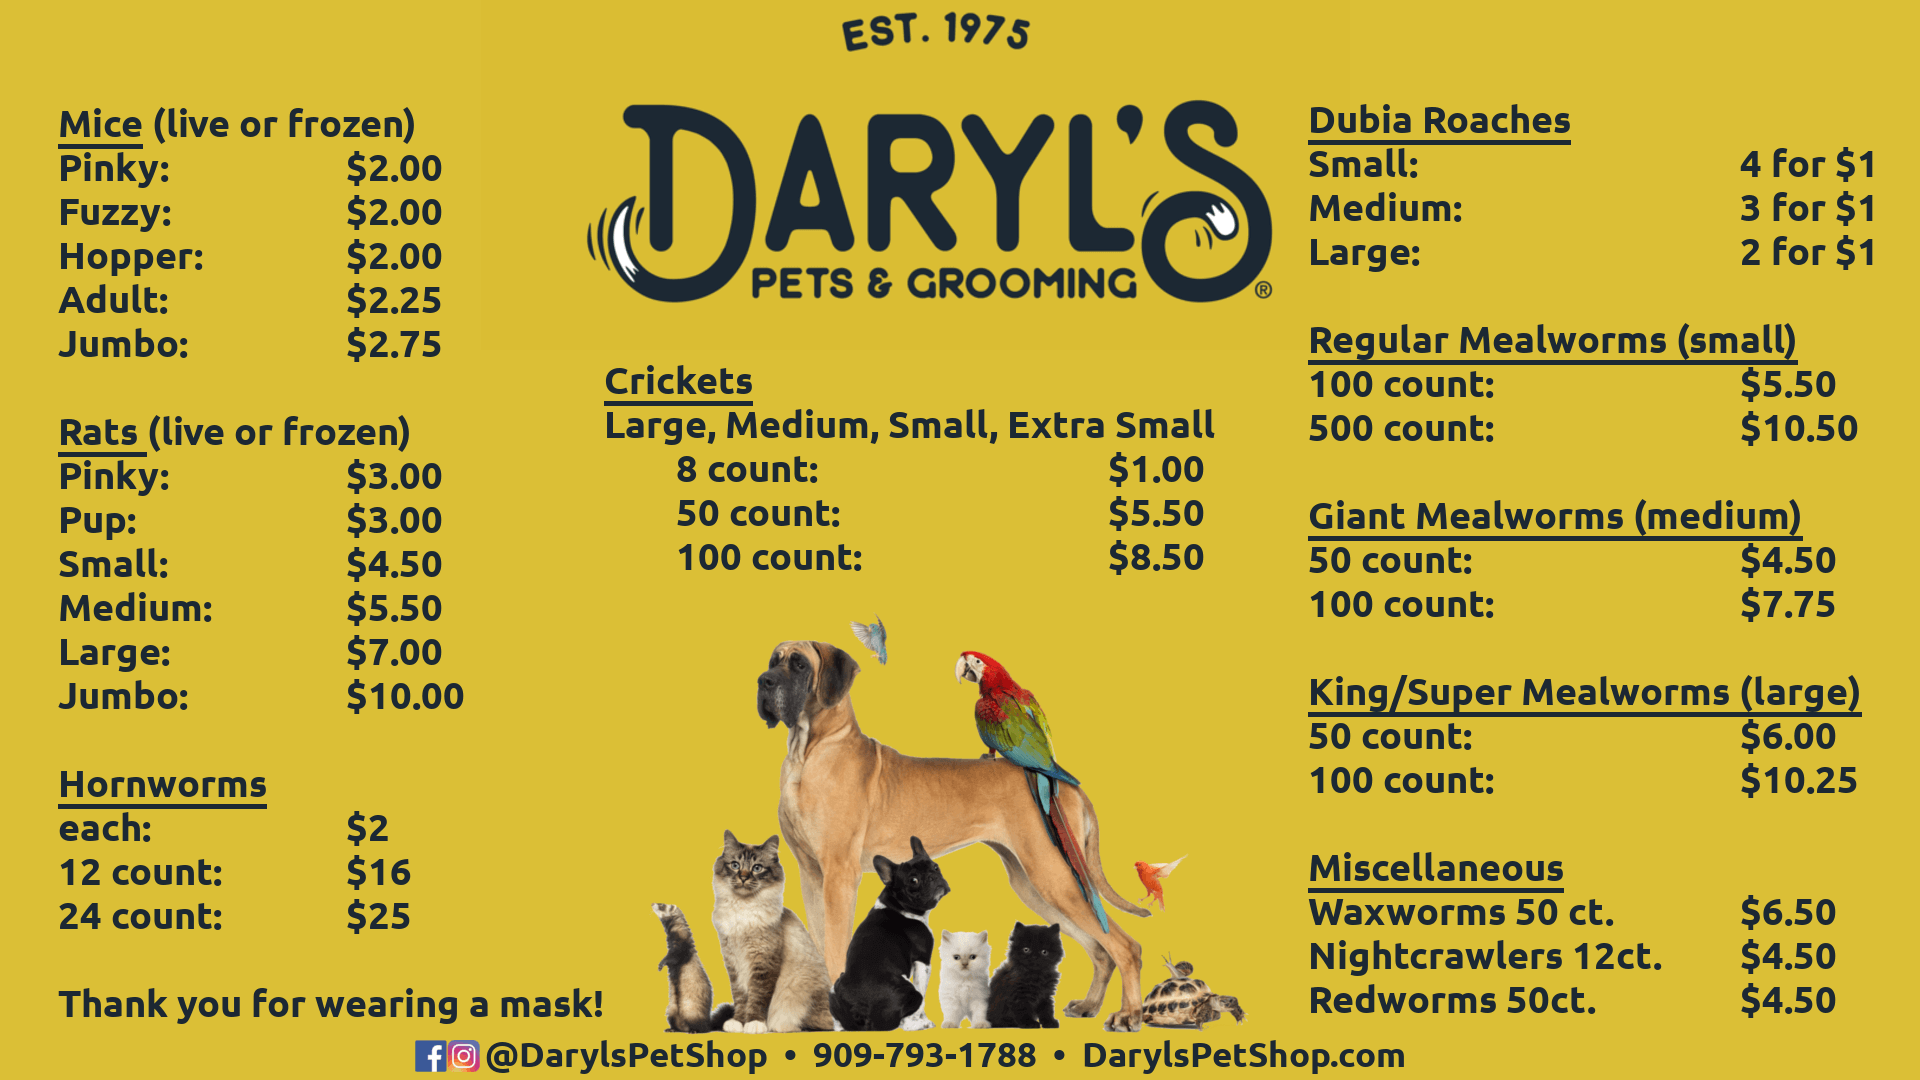 EST. 1975
DARYL'S
PETS & GROOMING ®
Mice (live or frozen)
Pinky: $2.00
Fuzzy: $2.00
Hopper: $2.00
Adult: $2.25
Jumbo: $2.75
Rats (live or frozen)
Pinky: $3.00
Pup: $3.00
Small: $4.50
Medium: $5.50
Large: $7.00
Jumbo: $10.00
Hornworms
each: $2
12 count: $16
24 count: $25
Thank you for wearing a mask!
Crickets
Large, Medium, Small, Extra Small
8 count: $1.00
50 count: $5.50
100 count: $8.50
Dubia Roaches
Small: 4 for $1
Medium: 3 for $1
Large: 2 for $1
Regular Mealworms (small)
100 count: $5.50
500 count: $10.50
Giant Mealworms (medium)
50 count: $4.50
100 count: $7.75
King/Super Mealworms (large)
50 count: $6.00
100 count: $10.25
Miscellaneous
Waxworms 50 ct. $6.50
Nightcrawlers 12ct. $4.50
Redworms 50ct. $4.50
@DarylsPetShop • 909-793-1788 • DarylsPetShop.com